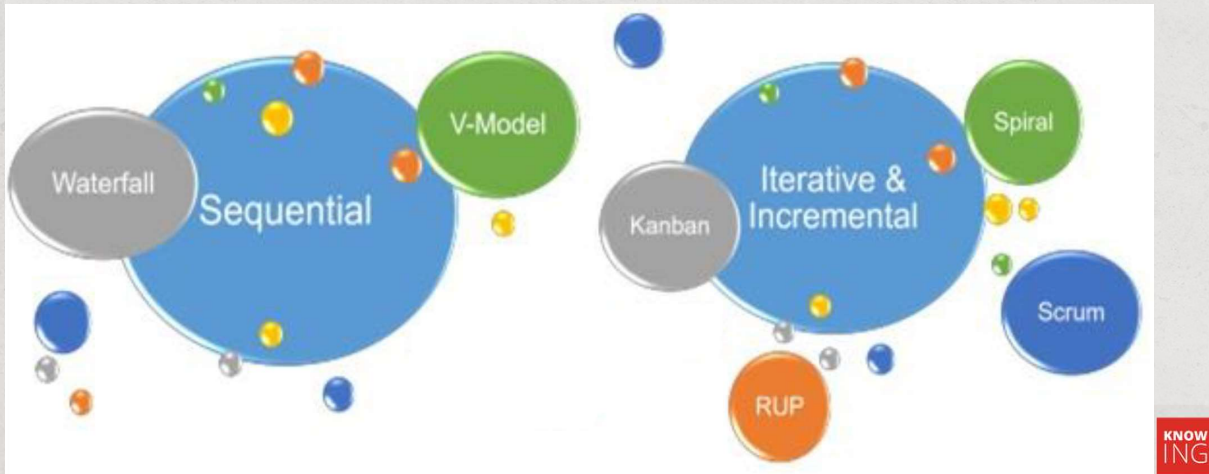 Waterfall
Sequential
V-Model
Kanban
Iterative &
Incremental
Spiral
Scrum
RUP
KNOW
ING